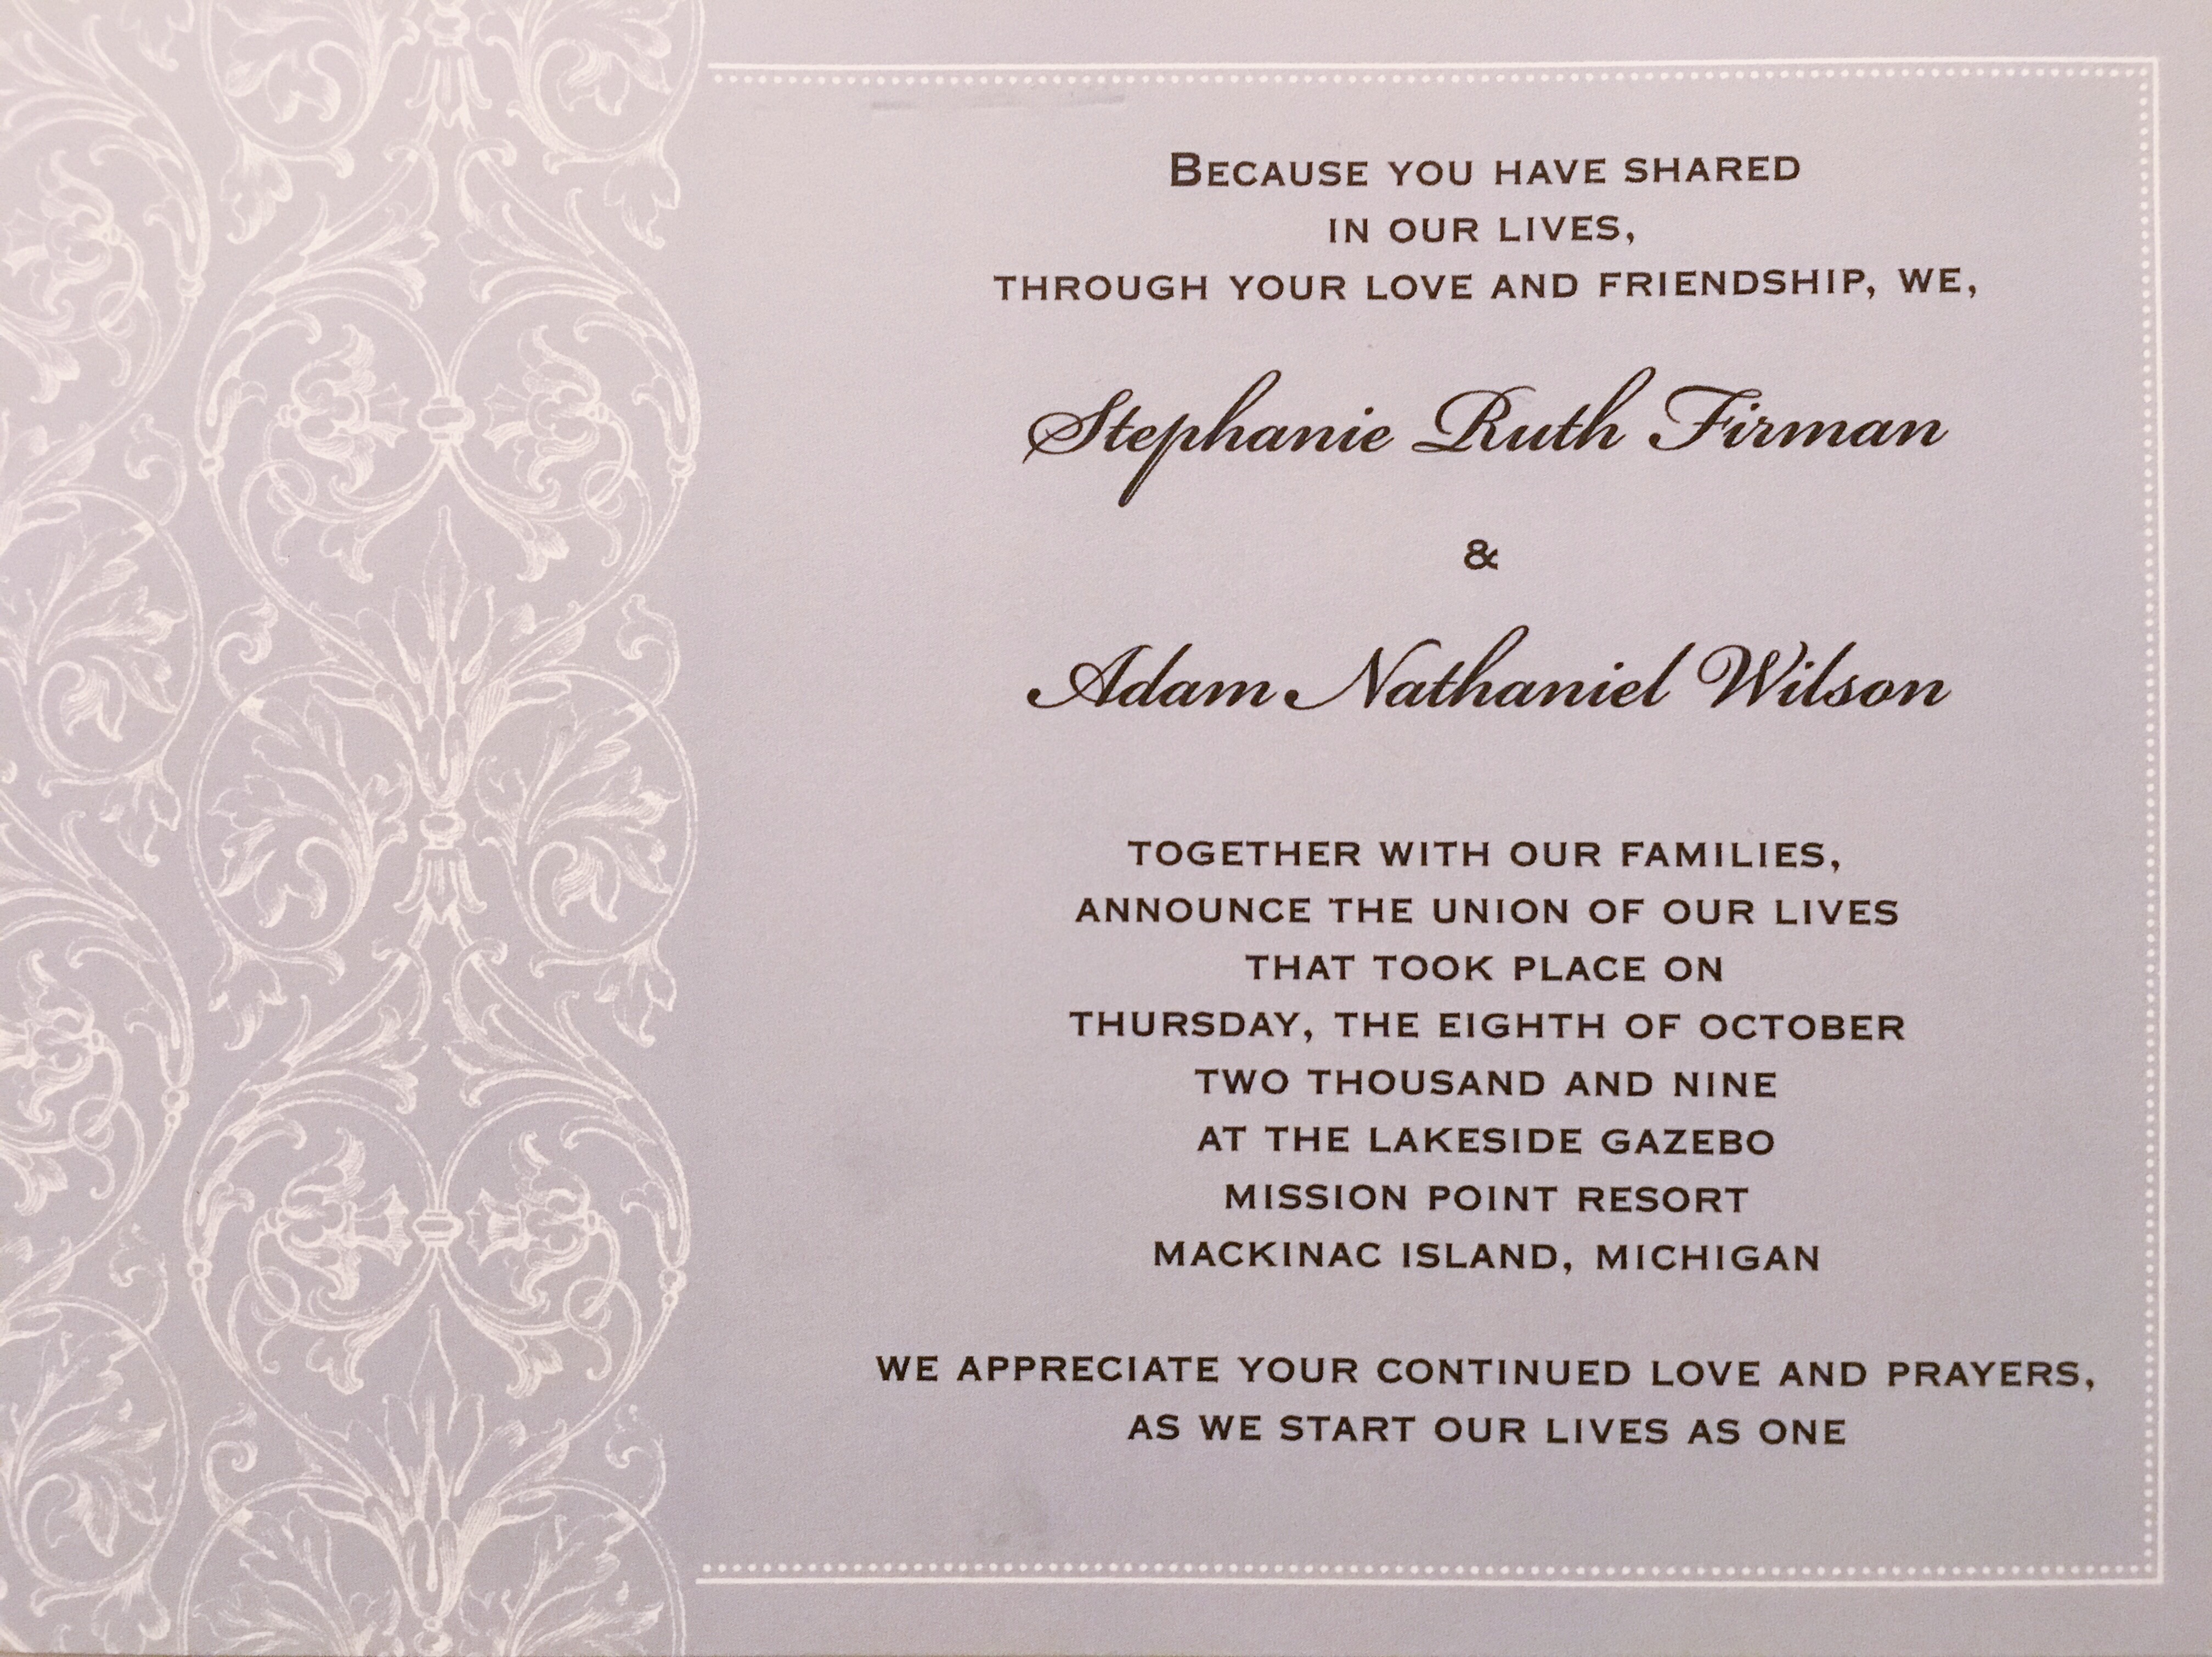 Because you have shared
in our lives,
through your love and friendship, we,
Stephanie Ruth Firman
&
Adam Nathaniel Wilson
together with our families,
announce the union of our lives
that took place on
Thursday, the eighth of October
two thousand and nine
at the Lakeside Gazebo
Mission Point Resort
Mackinac Island, Michigan
we appreciate your continued love and prayers,
as we start our lives as one